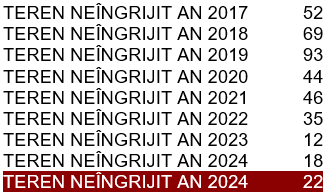 TEREN NEÎNGRIJIT AN 2017 52
TEREN NEÎNGRIJIT AN 2018 69
TEREN NEÎNGRIJIT AN 2019 93
TEREN NEÎNGRIJIT AN 2020 44
TEREN NEÎNGRIJIT AN 2021 46
TEREN NEÎNGRIJIT AN 2022 35
TEREN NEÎNGRIJIT AN 2023 12
TEREN NEÎNGRIJIT AN 2024 18
TEREN NEÎNGRIJIT AN 2024 22